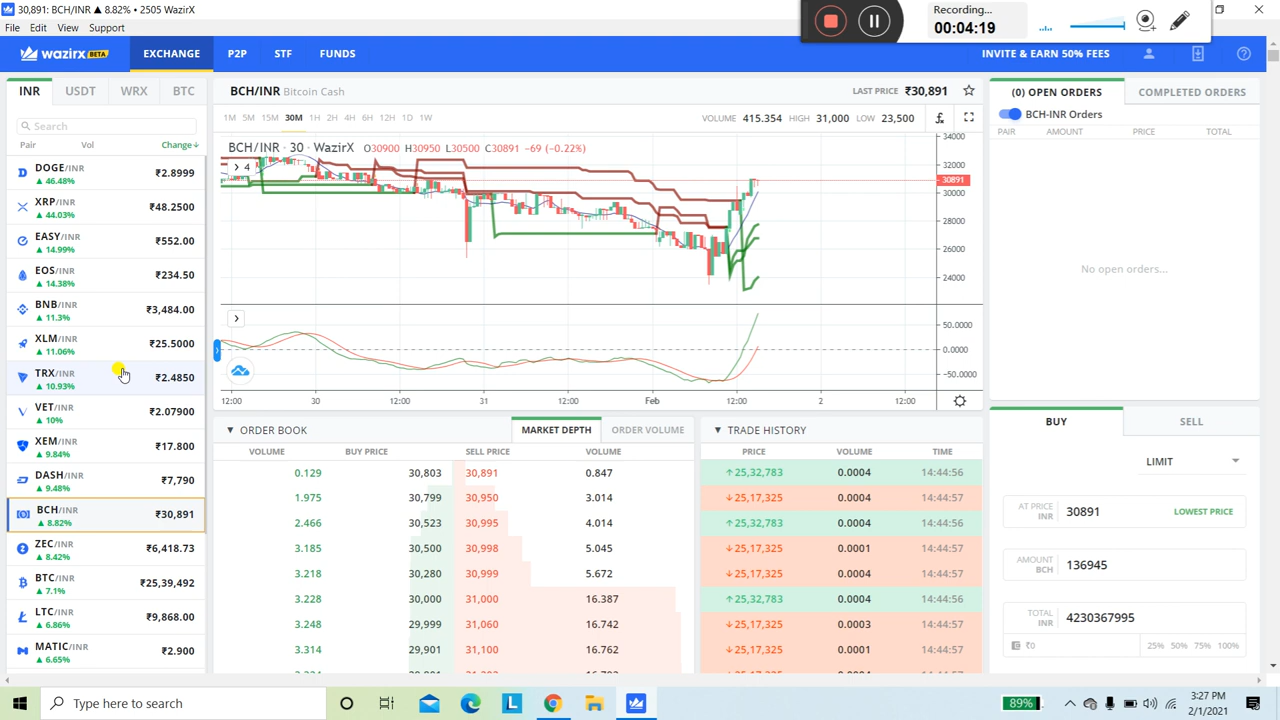 30,891: BCH/INR ▲ 8.82% • 2505 WazirX
File Edit View Support
Recording...
00:04:19
wazirx BETA
EXCHANGE P2P STF FUNDS
INVITE & EARN 50% FEES
INR USDT WRX BTC
Search
Pair Vol Change↓
DOGE/INR ₹2.8999
▲ 46.48%
XRP/INR ₹48.2500
▲ 44.03%
EASY/INR ₹552.00
▲ 14.99%
EOS/INR ₹234.50
▲ 14.38%
BNB/INR ₹3,484.00
▲ 11.3%
XLM/INR ₹25.5000
▲ 11.06%
TRX/INR ₹2.4850
▲ 10.93%
VET/INR ₹2.07900
▲ 10%
XEM/INR ₹17.800
▲ 9.84%
DASH/INR ₹7,790
▲ 9.48%
BCH/INR ₹30,891
▲ 8.82%
ZEC/INR ₹6,418.73
▲ 8.42%
BTC/INR ₹25,39,492
▲ 7.1%
LTC/INR ₹9,868.00
▲ 6.86%
MATIC/INR ₹2.900
▲ 6.65%
BCH/INR Bitcoin Cash LAST PRICE ₹30,891
1M 5M 15M 30M 1H 2H 4H 6H 12H 1D 1W VOLUME 415.354 HIGH 31,000 LOW 23,500
BCH/INR · 30 · WazirX O30900 H30950 L30500 C30891 -69 (-0.22%)
4
34000
32000
30891
30000
28000
26000
24000
50.0000
0.0000
-50.0000
12:00 30 12:00 31 12:00 Feb 12:00 2 12:00
ORDER BOOK MARKET DEPTH ORDER VOLUME
VOLUME BUY PRICE SELL PRICE VOLUME
0.129 30,803 30,891 0.847
1.975 30,799 30,950 3.014
2.466 30,523 30,995 4.014
3.185 30,500 30,998 5.045
3.218 30,280 30,999 5.672
3.228 30,000 31,000 16.387
3.248 29,999 31,060 16.742
3.314 29,901 31,100 16.762
TRADE HISTORY
PRICE VOLUME TIME
↑25,32,783 0.0004 14:44:56
↓25,17,325 0.0004 14:44:57
↑25,32,783 0.0004 14:44:56
↓25,17,325 0.0001 14:44:57
↓25,17,325 0.0004 14:44:57
↑25,32,783 0.0004 14:44:56
↓25,17,325 0.0003 14:44:57
↓25,17,325 0.0001 14:44:57
↓25,17,325 0.0004 14:44:57
(0) OPEN ORDERS COMPLETED ORDERS
BCH-INR Orders
PAIR AMOUNT PRICE TOTAL
No open orders...
BUY SELL
LIMIT
AT PRICE INR 30891 LOWEST PRICE
AMOUNT BCH 136945
TOTAL INR 4230367995
₹0 25% 50% 75% 100%
Type here to search
89%
3:27 PM
2/1/2021